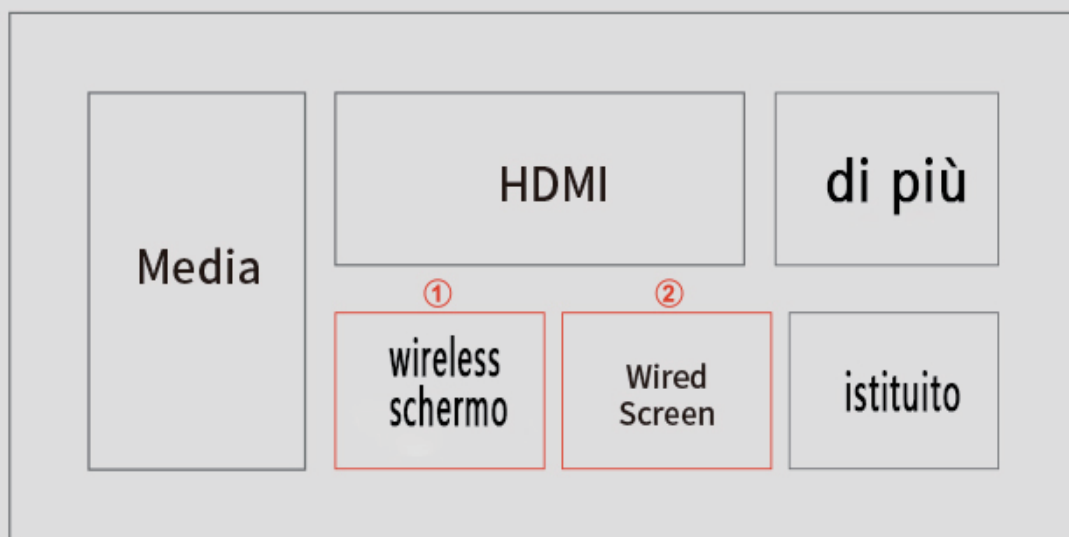 Media
HDMI
di più
①
②
wireless
schermo
Wired
Screen
istituito